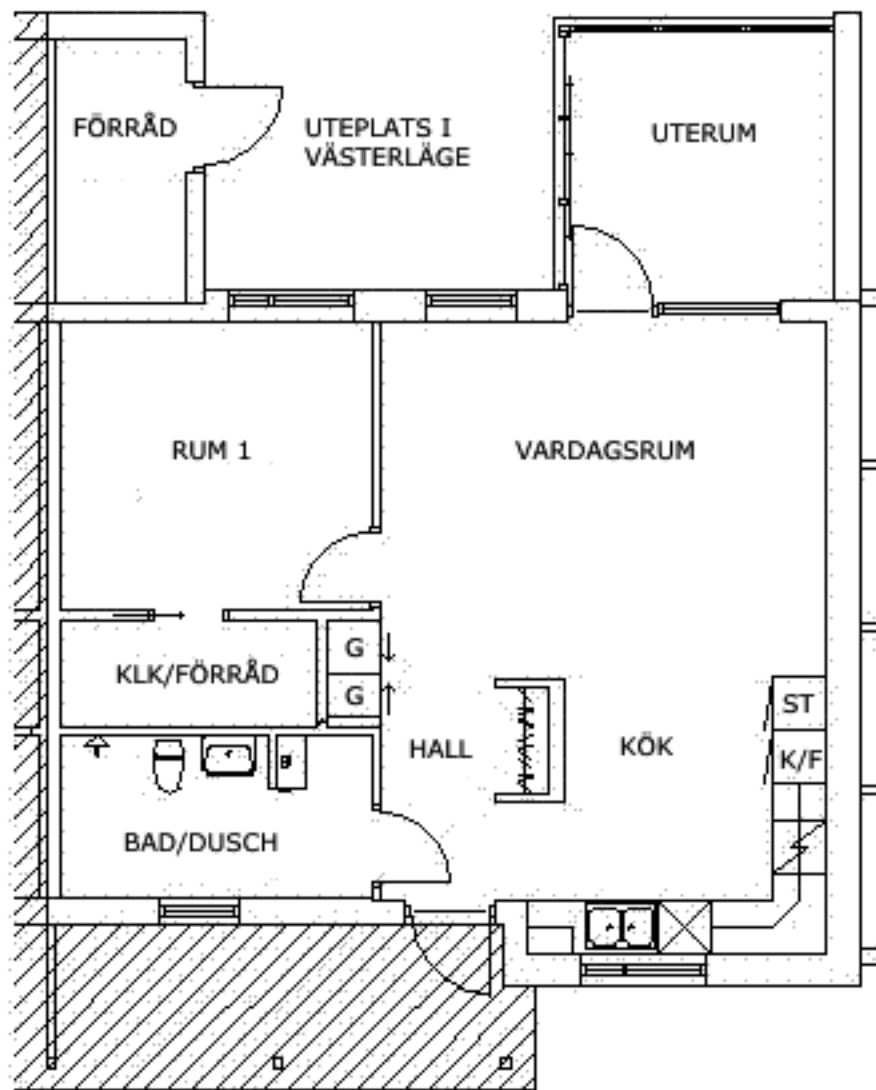 FÖRRÅD
UTEPLATS I
VÄSTERLÄGE
UTERUM
RUM 1
VARDAGSRUM
G
KLK/FÖRRÅD
G
ST
HALL
KÖK
K/F
BAD/DUSCH